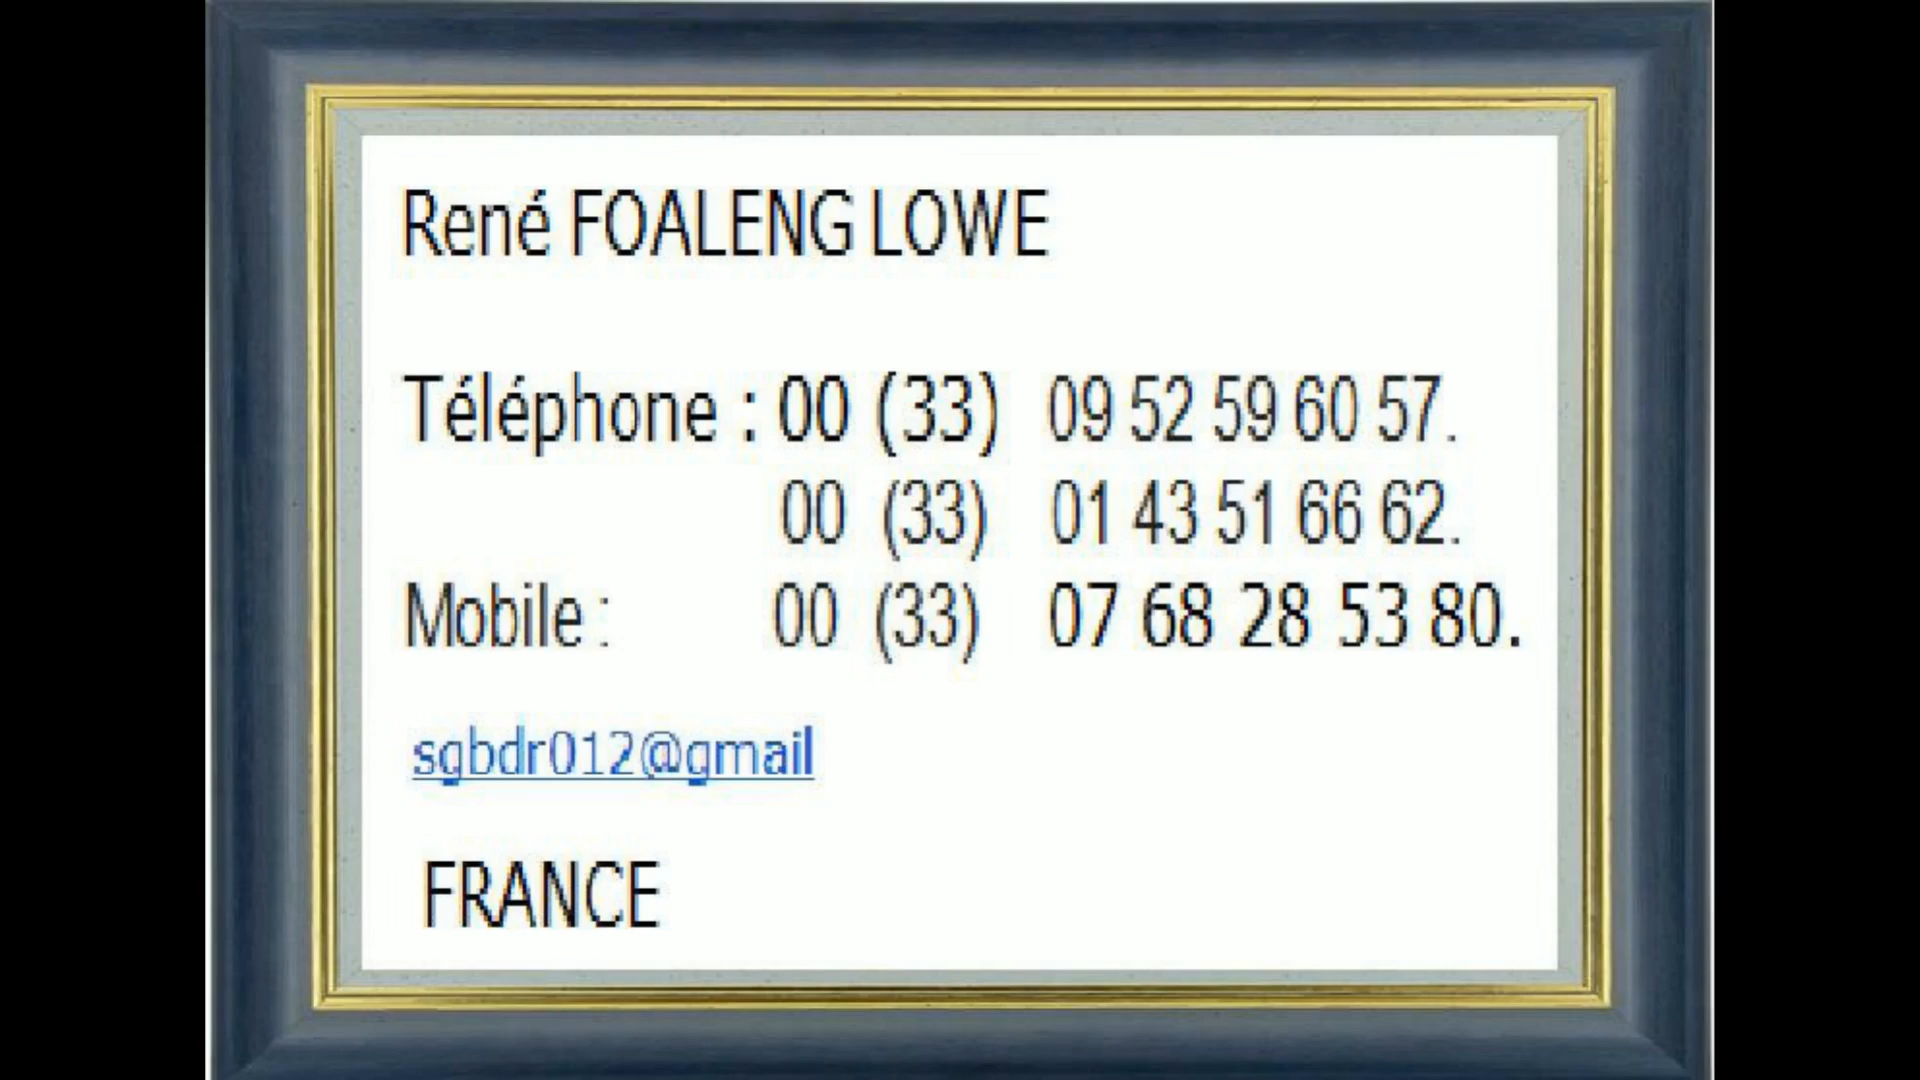 René FOALENG LOWE
Téléphone : 00 (33) 09 52 59 60 57.
00 (33) 01 43 51 66 62.
Mobile : 00 (33) 07 68 28 53 80.
sgbdr012@gmail
FRANCE